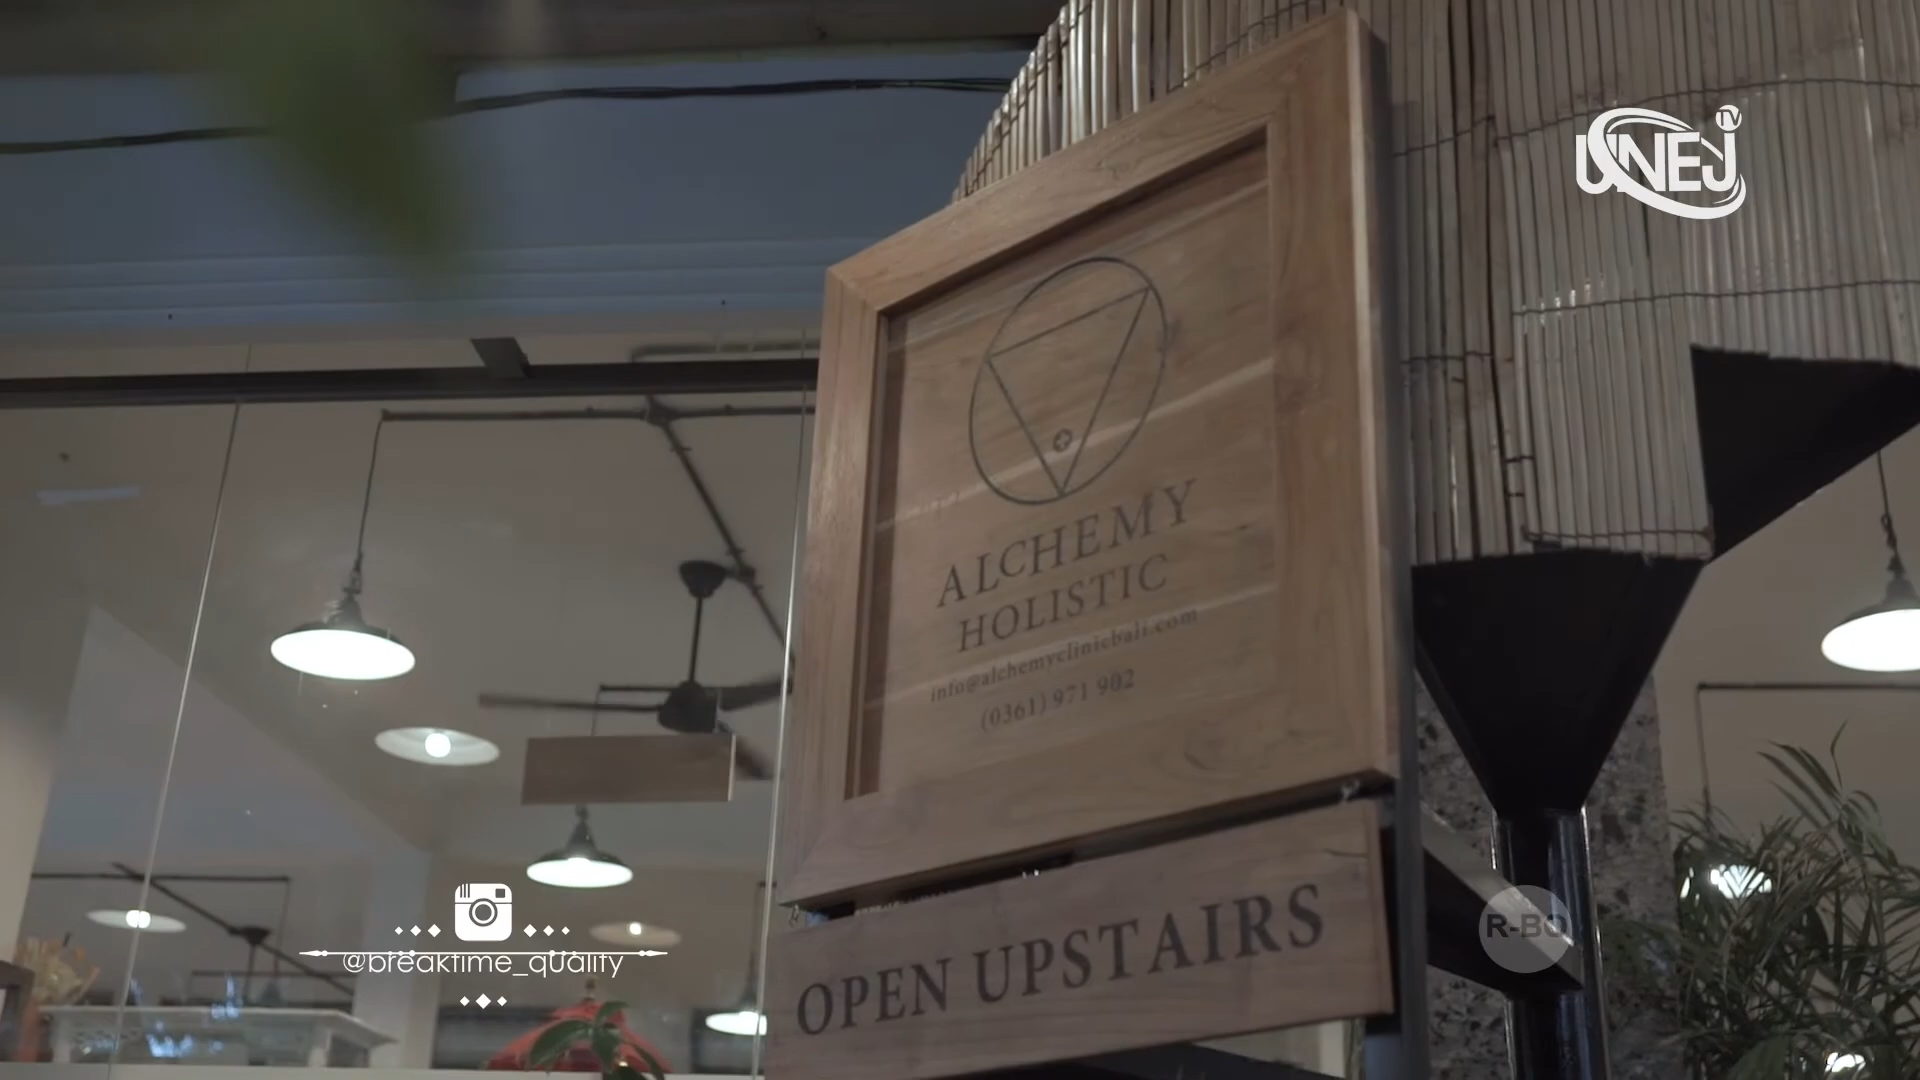 UNEJ TV
ALCHEMY
HOLISTIC
info@alchemyclinicbali.com
(0361) 971 902
OPEN UPSTAIRS
R-BO
@breaktime_quality